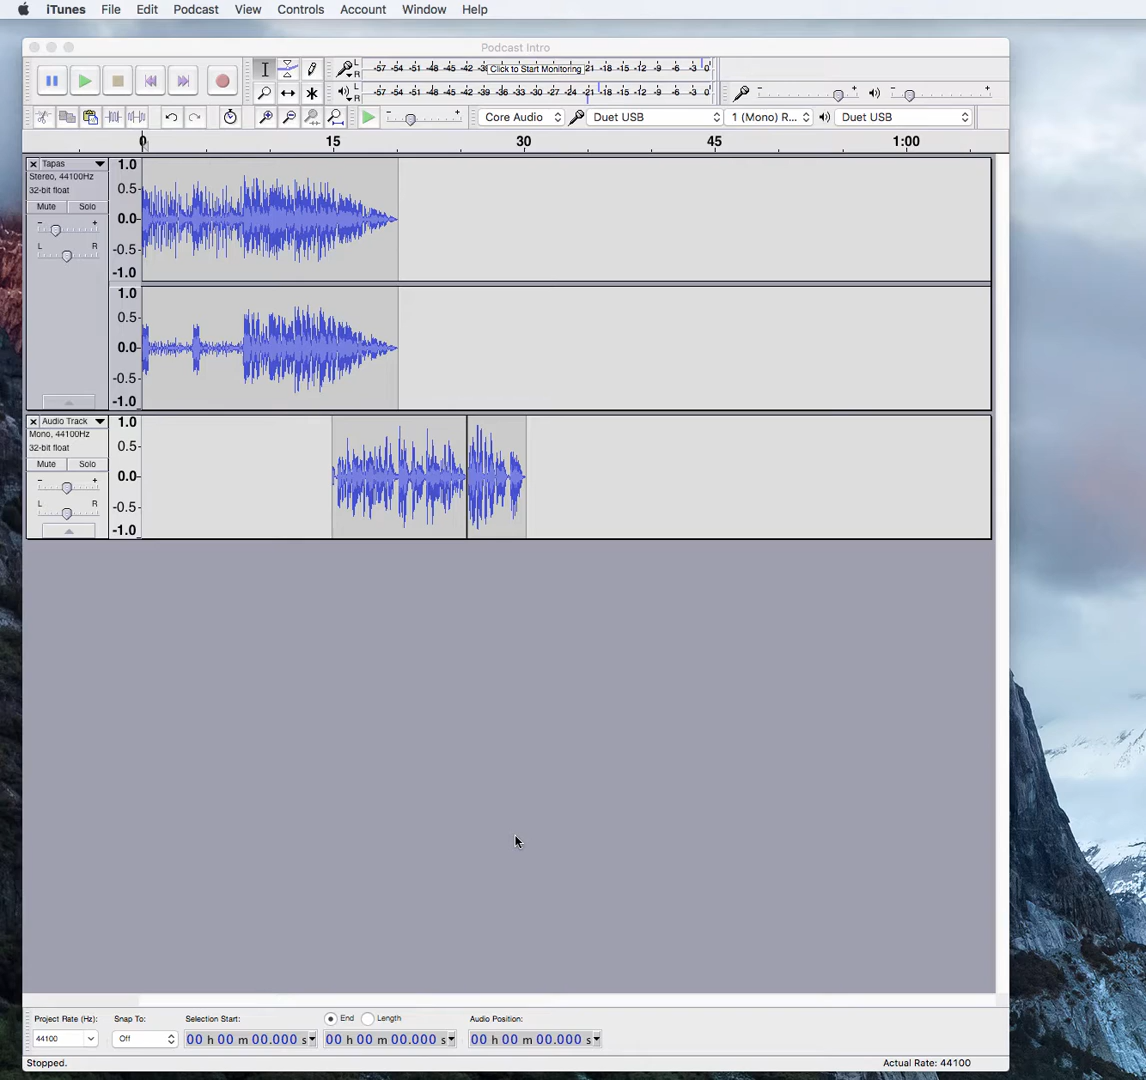 iTunes File Edit Podcast View Controls Account Window Help
Podcast Intro
L
R
-57 -54 -51 -48 -45 -42 -3 Click to Start Monitoring 21 -18 -15 -12 -9 -6 -3 0
L
R
-57 -54 -51 -48 -45 -42 -39 -36 -33 -30 -27 -24 -21 -18 -15 -12 -9 -6 -3 0
- + - +
- + Core Audio Duet USB 1 (Mono) R... Duet USB
0 15 30 45 1:00
Tapas
Stereo, 44100Hz
32-bit float
Mute Solo
- +
L R
1.0
0.5
0.0
-0.5
-1.0
1.0
0.5
0.0
-0.5
-1.0
Audio Track
Mono, 44100Hz
32-bit float
Mute Solo
- +
L R
1.0
0.5
0.0
-0.5
-1.0
Project Rate (Hz): Snap To: Selection Start: End Length Audio Position:
44100 Off 00 h 00 m 00.000 s 00 h 00 m 00.000 s 00 h 00 m 00.000 s
Stopped. Actual Rate: 44100